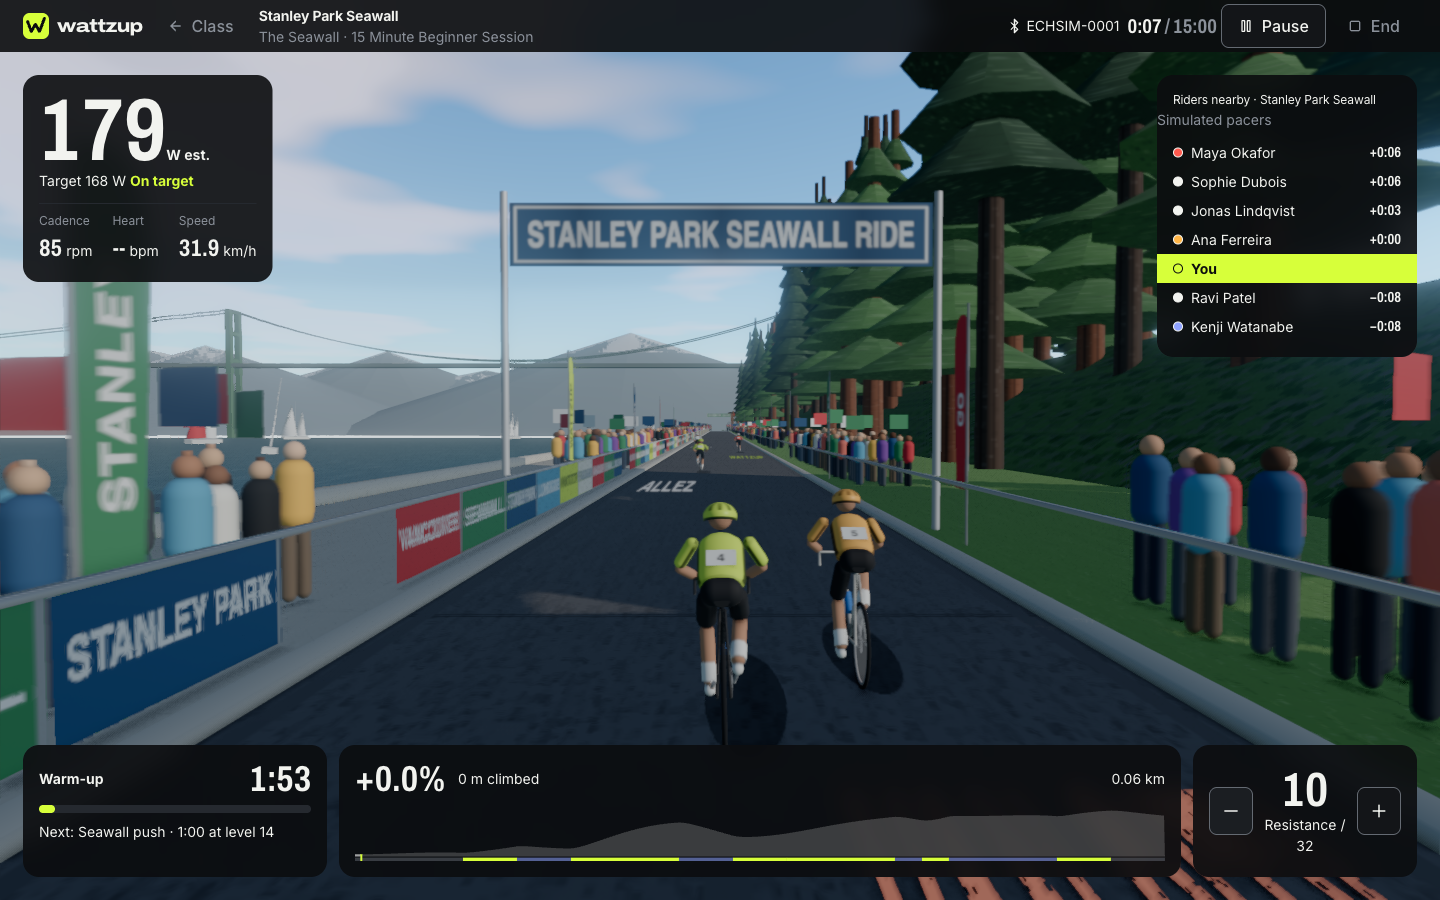 wattzup
Class
Stanley Park Seawall
The Seawall · 15 Minute Beginner Session
ECHSIM-0001 0:07 / 15:00
Pause
End
179 W est.
Target 168 W On target
Cadence Heart Speed
85 rpm -- bpm 31.9 km/h
Riders nearby · Stanley Park Seawall
Simulated pacers
Maya Okafor +0:06
Sophie Dubois +0:06
Jonas Lindqvist +0:03
Ana Ferreira +0:00
You
Ravi Patel −0:08
Kenji Watanabe −0:08
STANLEY PARK SEAWALL RIDE
STANLE
GO
ALLEZ
4
5
STANLEY PARK
Warm-up 1:53
Next: Seawall push · 1:00 at level 14
+0.0% 0 m climbed 0.06 km
10
Resistance /
32